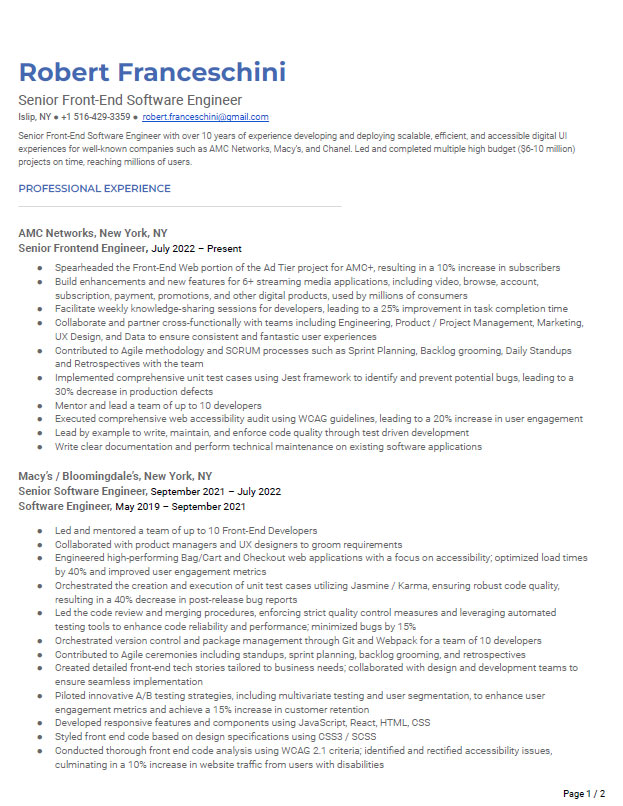 Robert Franceschini
Senior Front-End Software Engineer
Islip, NY ● +1 516-429-3359 ● robert.franceschini@gmail.com
Senior Front-End Software Engineer with over 10 years of experience developing and deploying scalable, efficient, and accessible digital UI
experiences for well-known companies such as AMC Networks, Macy's, and Chanel. Led and completed multiple high budget ($6-10 million)
projects on time, reaching millions of users.
PROFESSIONAL EXPERIENCE
AMC Networks, New York, NY
Senior Frontend Engineer, July 2022 – Present
● Spearheaded the Front-End Web portion of the Ad Tier project for AMC+, resulting in a 10% increase in subscribers
● Build enhancements and new features for 6+ streaming media applications, including video, browse, account,
subscription, payment, promotions, and other digital products, used by millions of consumers
● Facilitate weekly knowledge-sharing sessions for developers, leading to a 25% improvement in task completion time
● Collaborate and partner cross-functionally with teams including Engineering, Product / Project Management, Marketing,
UX Design, and Data to ensure consistent and fantastic user experiences
● Contributed to Agile methodology and SCRUM processes such as Sprint Planning, Backlog grooming, Daily Standups
and Retrospectives with the team
● Implemented comprehensive unit test cases using Jest framework to identify and prevent potential bugs, leading to a
30% decrease in production defects
● Mentor and lead a team of up to 10 developers
● Executed comprehensive web accessibility audit using WCAG guidelines, leading to a 20% increase in user engagement
● Lead by example to write, maintain, and enforce code quality through test driven development
● Write clear documentation and perform technical maintenance on existing software applications
Macy's / Bloomingdale's, New York, NY
Senior Software Engineer, September 2021 – July 2022
Software Engineer, May 2019 – September 2021
● Led and mentored a team of up to 10 Front-End Developers
● Collaborated with product managers and UX designers to groom requirements
● Engineered high-performing Bag/Cart and Checkout web applications with a focus on accessibility; optimized load times
by 40% and improved user engagement metrics
● Orchestrated the creation and execution of unit test cases utilizing Jasmine / Karma, ensuring robust code quality,
resulting in a 40% decrease in post-release bug reports
● Led the code review and merging procedures, enforcing strict quality control measures and leveraging automated
testing tools to enhance code reliability and performance; minimized bugs by 15%
● Orchestrated version control and package management through Git and Webpack for a team of 10 developers
● Contributed to Agile ceremonies including standups, sprint planning, backlog grooming, and retrospectives
● Created detailed front-end tech stories tailored to business needs; collaborated with design and development teams to
ensure seamless implementation
● Piloted innovative A/B testing strategies, including multivariate testing and user segmentation, to enhance user
engagement metrics and achieve a 15% increase in customer retention
● Developed responsive features and components using JavaScript, React, HTML, CSS
● Styled front end code based on design specifications using CSS3 / SCSS
● Conducted thorough front end code analysis using WCAG 2.1 criteria; identified and rectified accessibility issues,
culminating in a 10% increase in website traffic from users with disabilities
Page 1 / 2